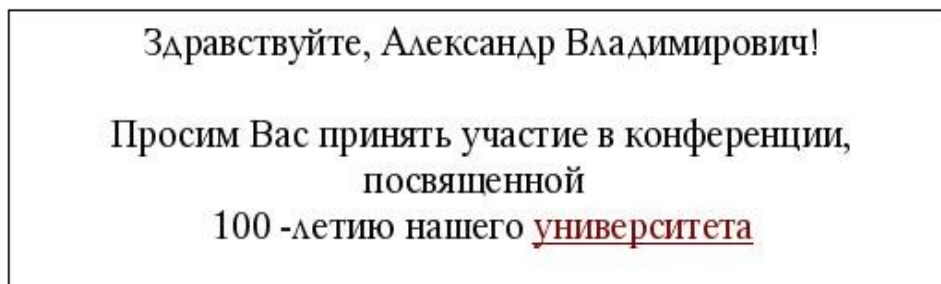 Здравствуйте, Александр Владимирович!
Просим Вас принять участие в конференции,
посвященной
100 -летию нашего университета